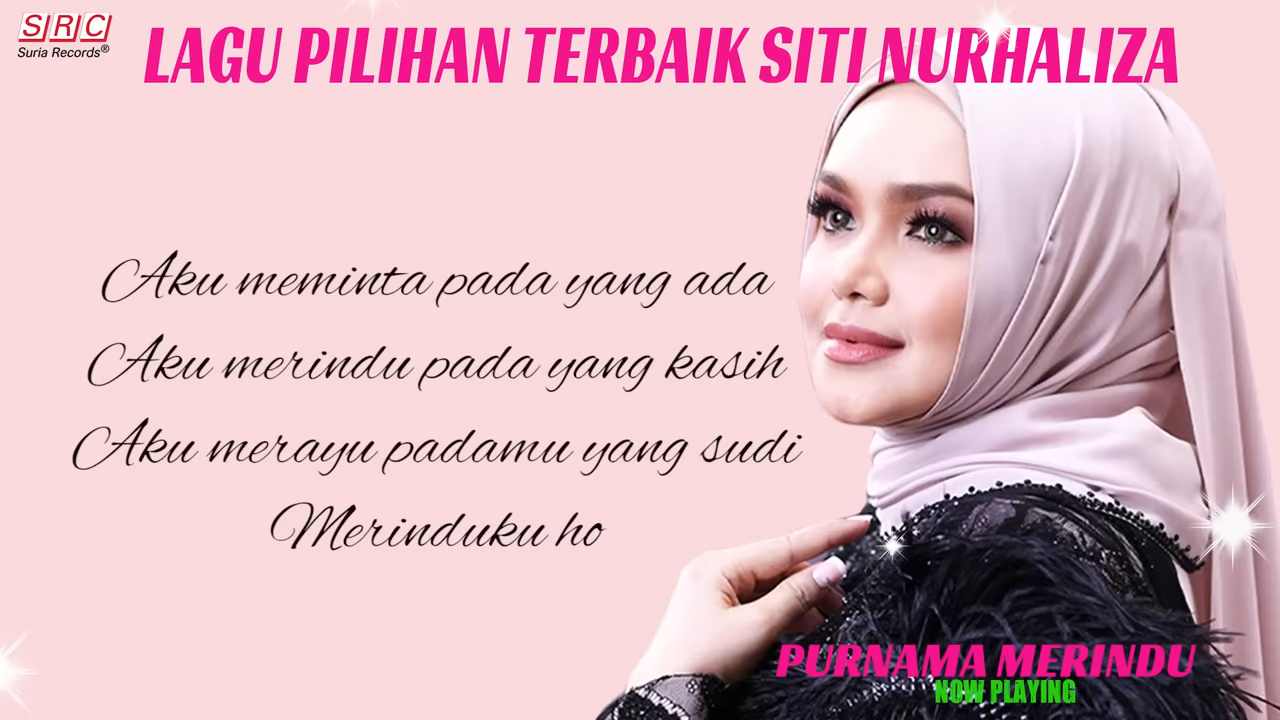 SRC
Suria Records®
LAGU PILIHAN TERBAIK SITI NURHALIZA
Aku meminta pada yang ada
Aku merindu pada yang kasih
Aku merayu padamu yang sudi
Merinduku ho
PURNAMA MERINDU
NOW PLAYING